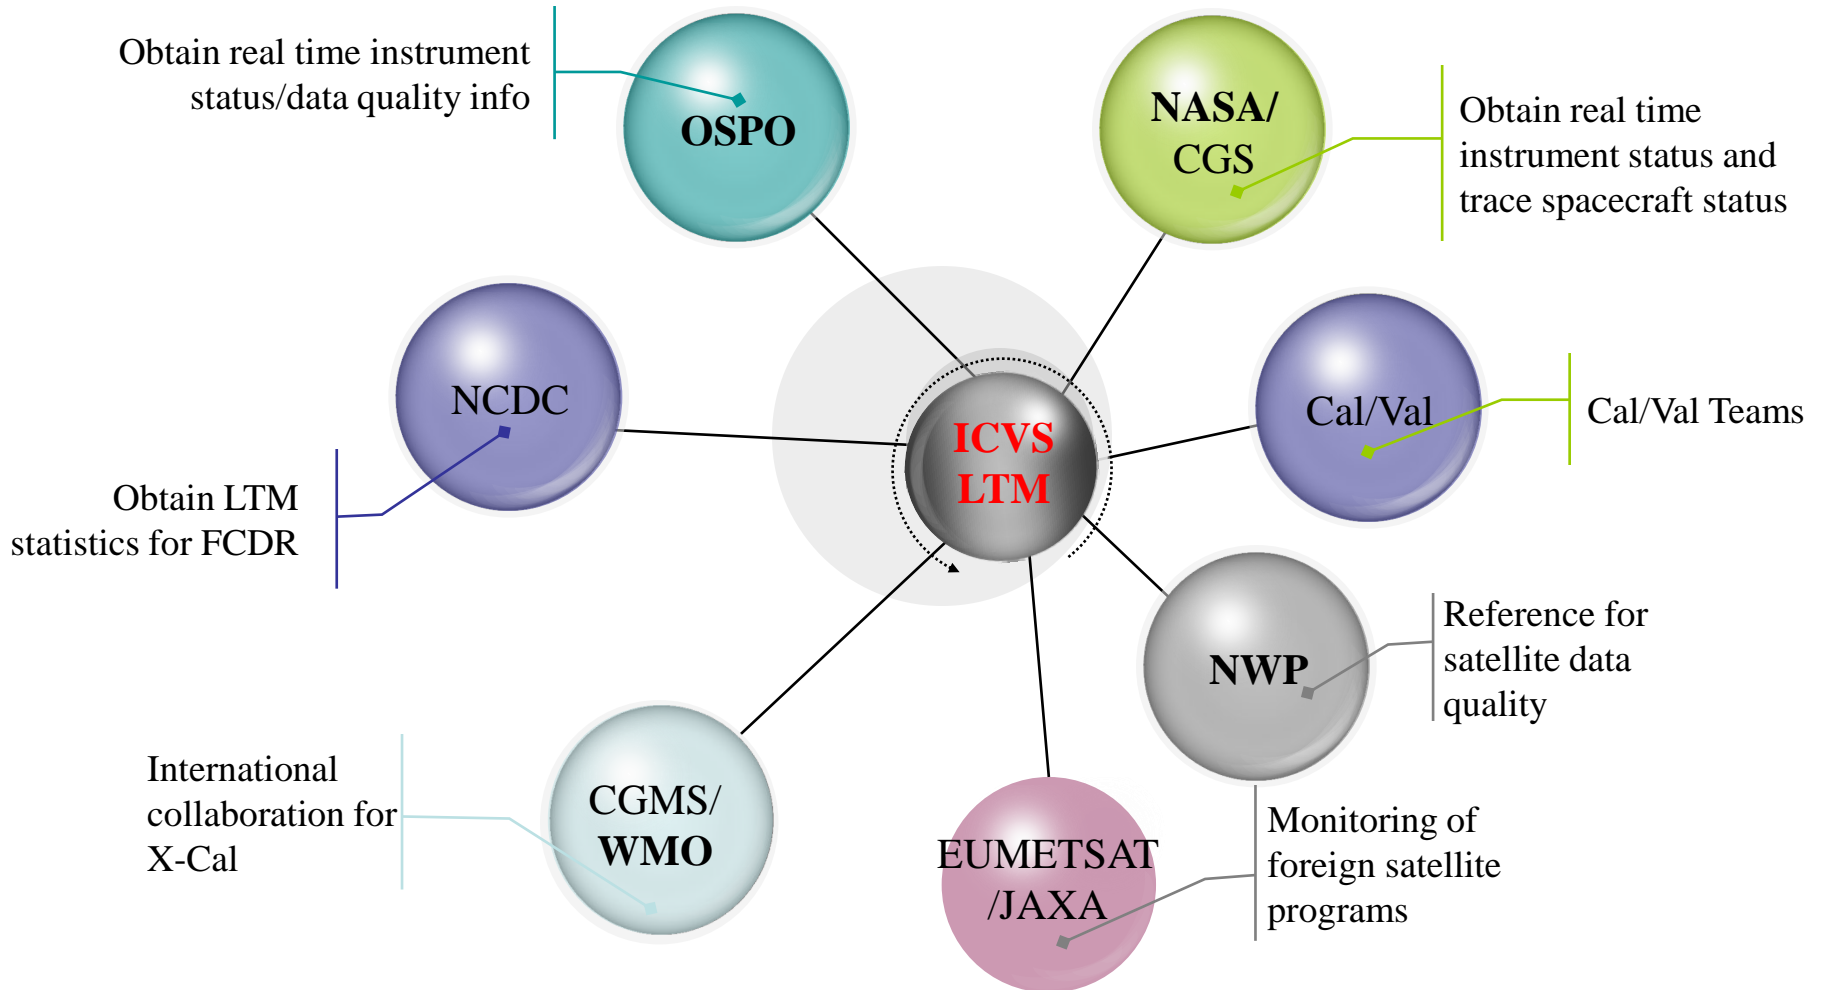 Obtain real time instrument
status/data quality info
OSPO
NASA/
CGS
Obtain real time
instrument status and
trace spacecraft status
NCDC
Obtain LTM
statistics for FCDR
ICVS
LTM
Cal/Val
Cal/Val Teams
NWP
Reference for
satellite data
quality
CGMS/
WMO
International
collaboration for
X-Cal
EUMETSAT
/JAXA
Monitoring of
foreign satellite
programs